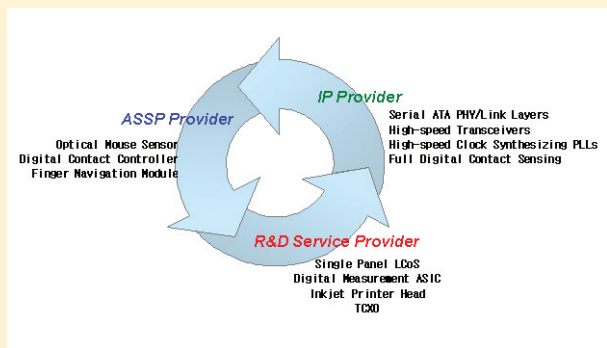 IP Provider
Serial ATA PHY/Link Layers
High-speed Transceivers
High-speed Clock Synthesizing PLLs
Full Digital Contact Sensing
ASSP Provider
Optical Mouse Sensor
Digital Contact Controller
Finger Navigation Module
R&D Service Provider
Single Panel LCoS
Digital Measurement ASIC
Inkjet Printer Head
TCXO